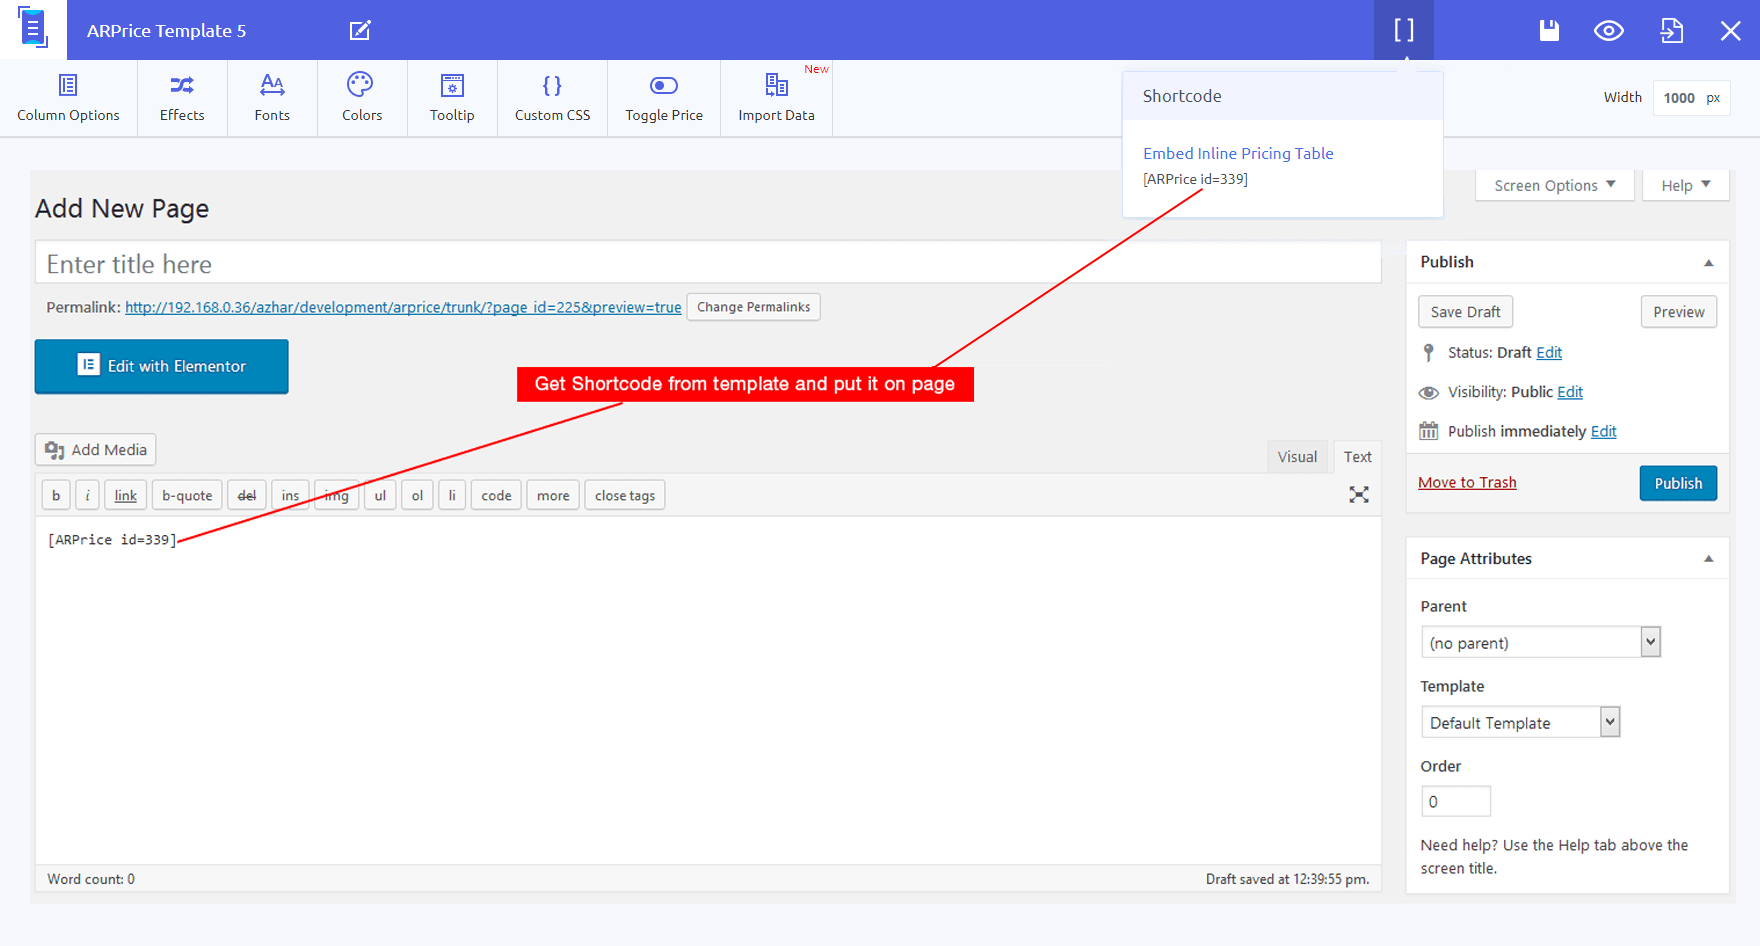 ARPrice Template 5
[ ]
Column Options
Effects
Fonts
Colors
Tooltip
Custom CSS
Toggle Price
Import Data
New
Shortcode
Embed Inline Pricing Table
[ARPrice id=339]
Width 1000 px
Screen Options
Help
Add New Page
Enter title here
Permalink: http://192.168.0.36/azhar/development/arprice/trunk/?page_id=225&preview=true Change Permalinks
Edit with Elementor
Get Shortcode from template and put it on page
Add Media
Visual Text
b i link b-quote del ins img ul ol li code more close tags
[ARPrice id=339]
Word count: 0
Draft saved at 12:39:55 pm.
Publish
Save Draft
Preview
Status: Draft Edit
Visibility: Public Edit
Publish immediately Edit
Move to Trash
Publish
Page Attributes
Parent
(no parent)
Template
Default Template
Order
0
Need help? Use the Help tab above the
screen title.